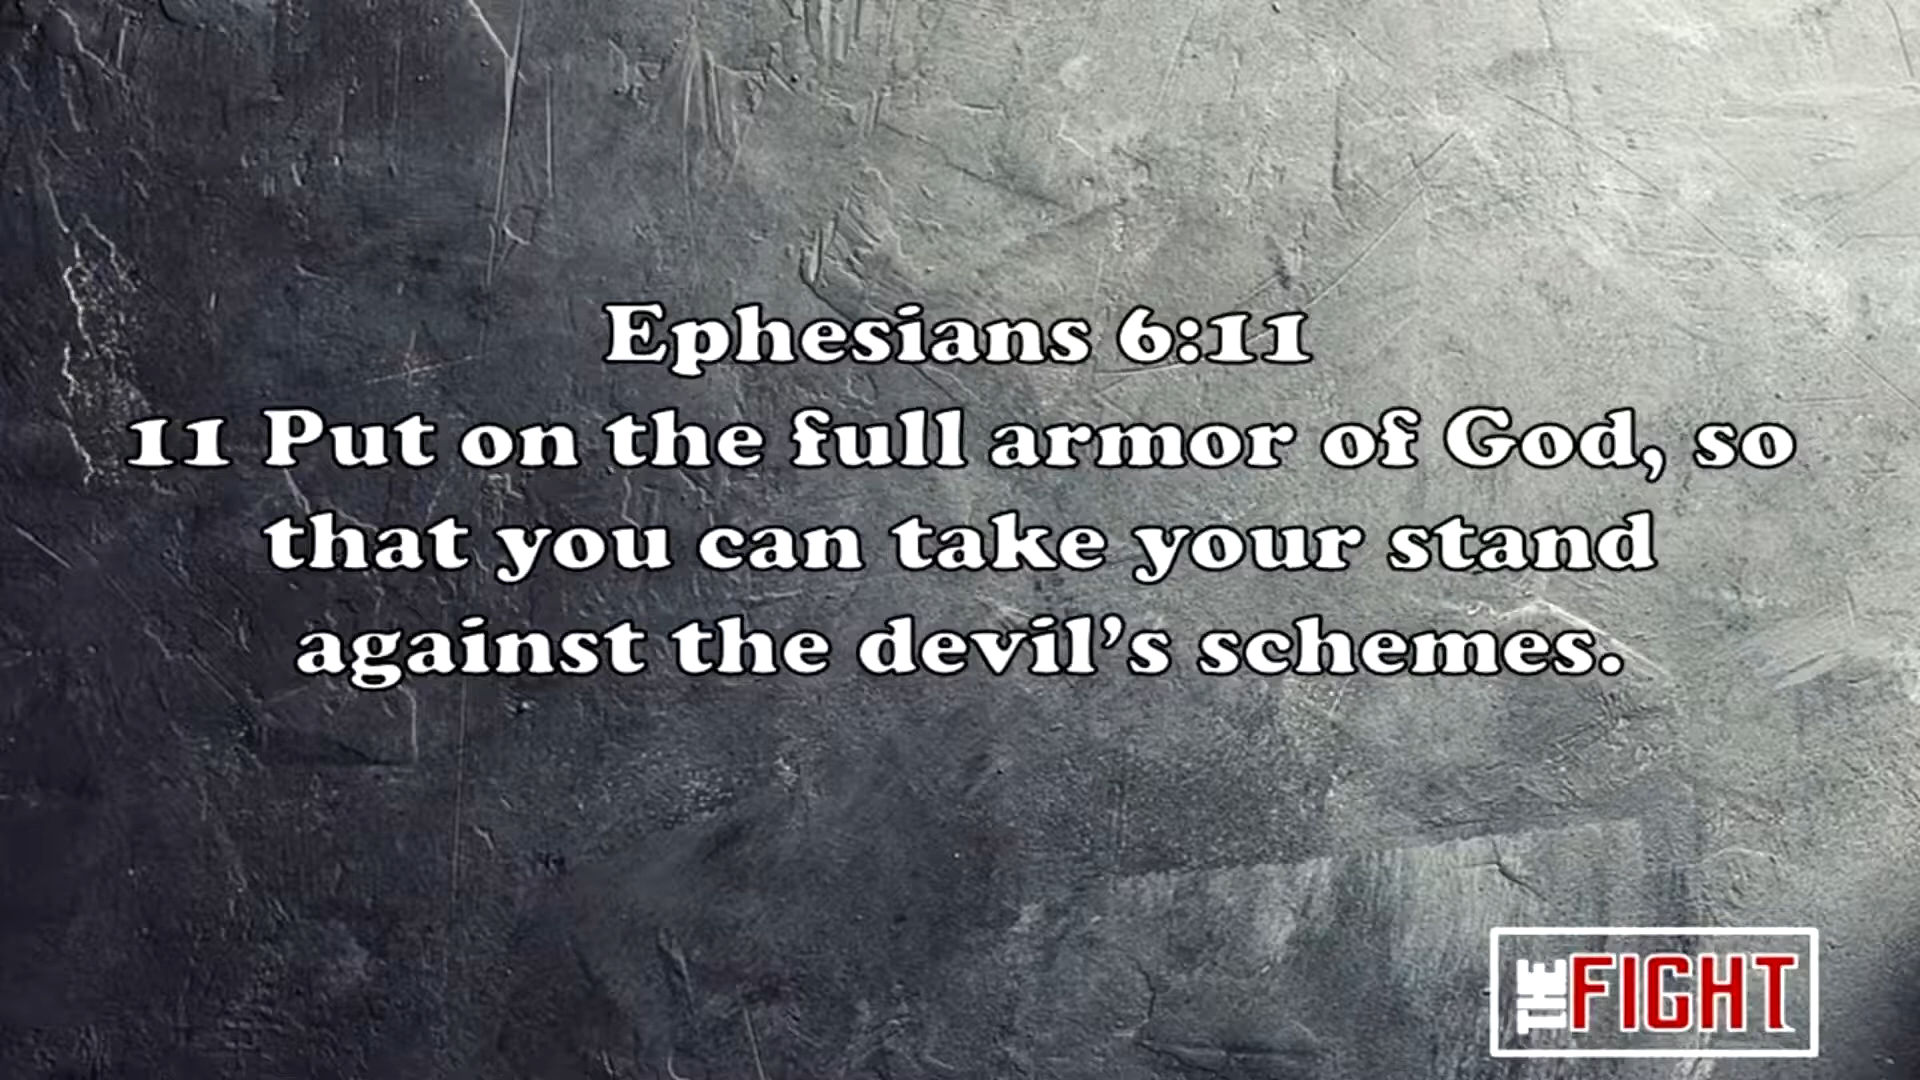 Ephesians 6:11
11 Put on the full armor of God, so
that you can take your stand
against the devil’s schemes.
THE FIGHT